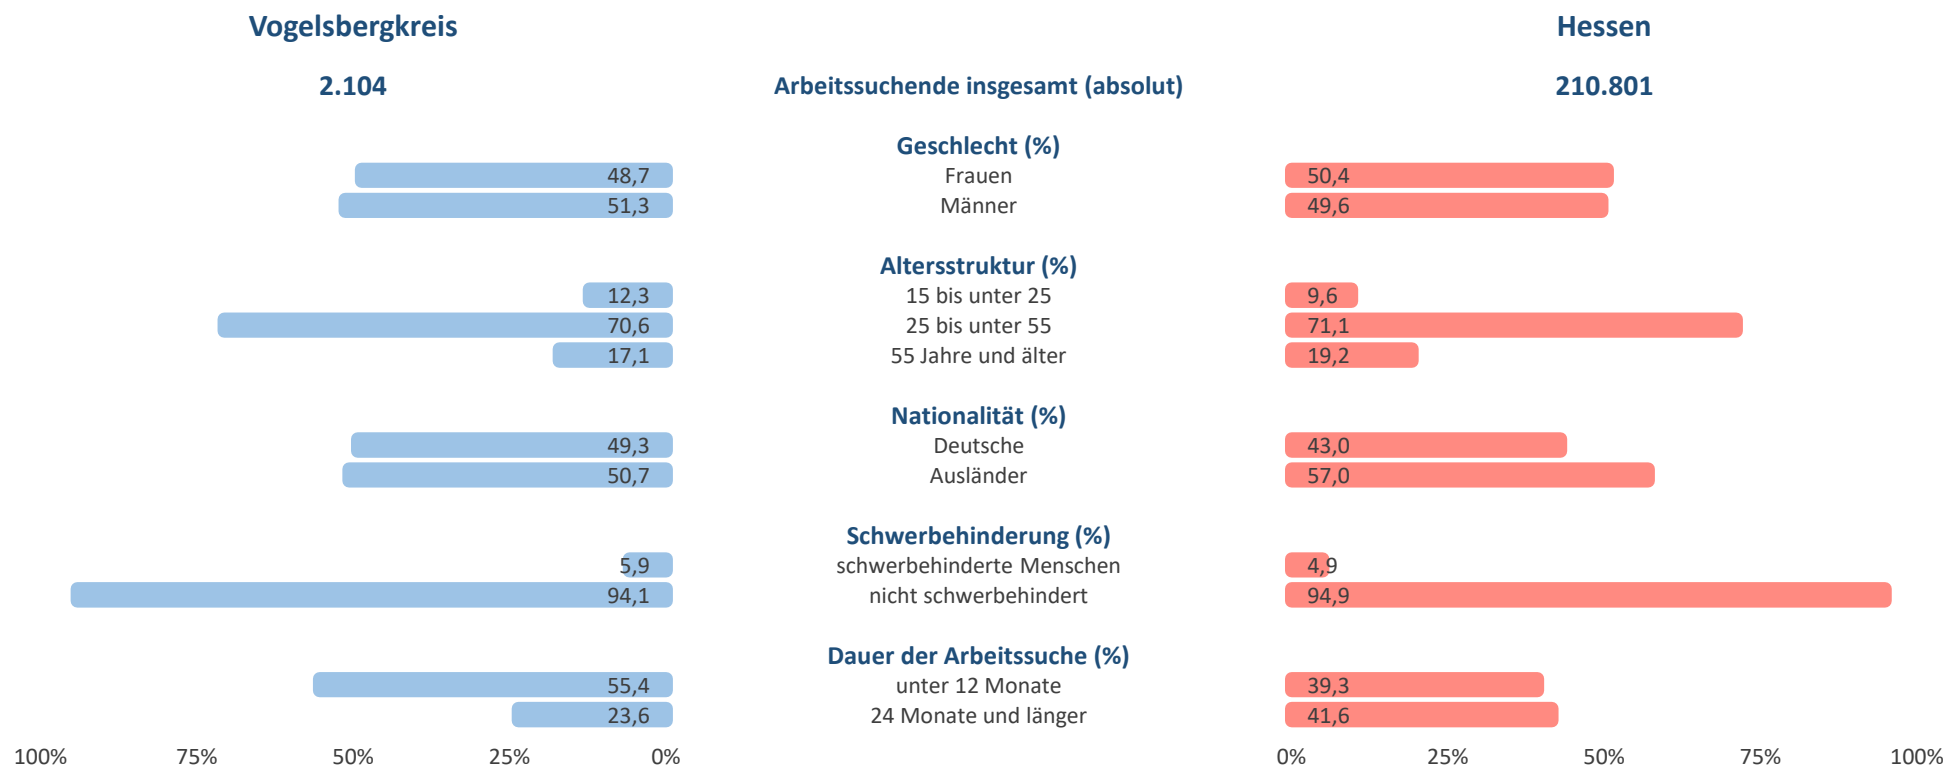 Vogelsbergkreis Hessen
2.104 Arbeitssuchende insgesamt (absolut) 210.801
Geschlecht (%)
48,7 Frauen 50,4
51,3 Männer 49,6
Altersstruktur (%)
12,3 15 bis unter 25 9,6
70,6 25 bis unter 55 71,1
17,1 55 Jahre und älter 19,2
Nationalität (%)
49,3 Deutsche 43,0
50,7 Ausländer 57,0
Schwerbehinderung (%)
5,9 schwerbehinderte Menschen 4,9
94,1 nicht schwerbehindert 94,9
Dauer der Arbeitssuche (%)
55,4 unter 12 Monate 39,3
23,6 24 Monate und länger 41,6
100% 75% 50% 25% 0% 0% 25% 50% 75% 100%